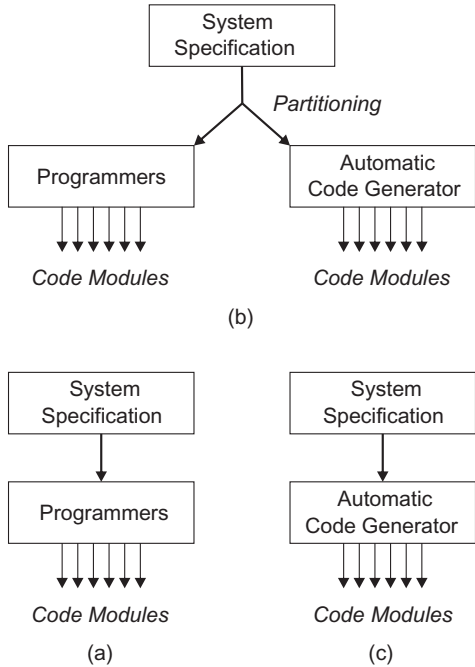 System
Specification
Partitioning
Programmers
Automatic
Code Generator
Code Modules
Code Modules
(b)
System
Specification
System
Specification
Programmers
Automatic
Code Generator
Code Modules
Code Modules
(a)
(c)